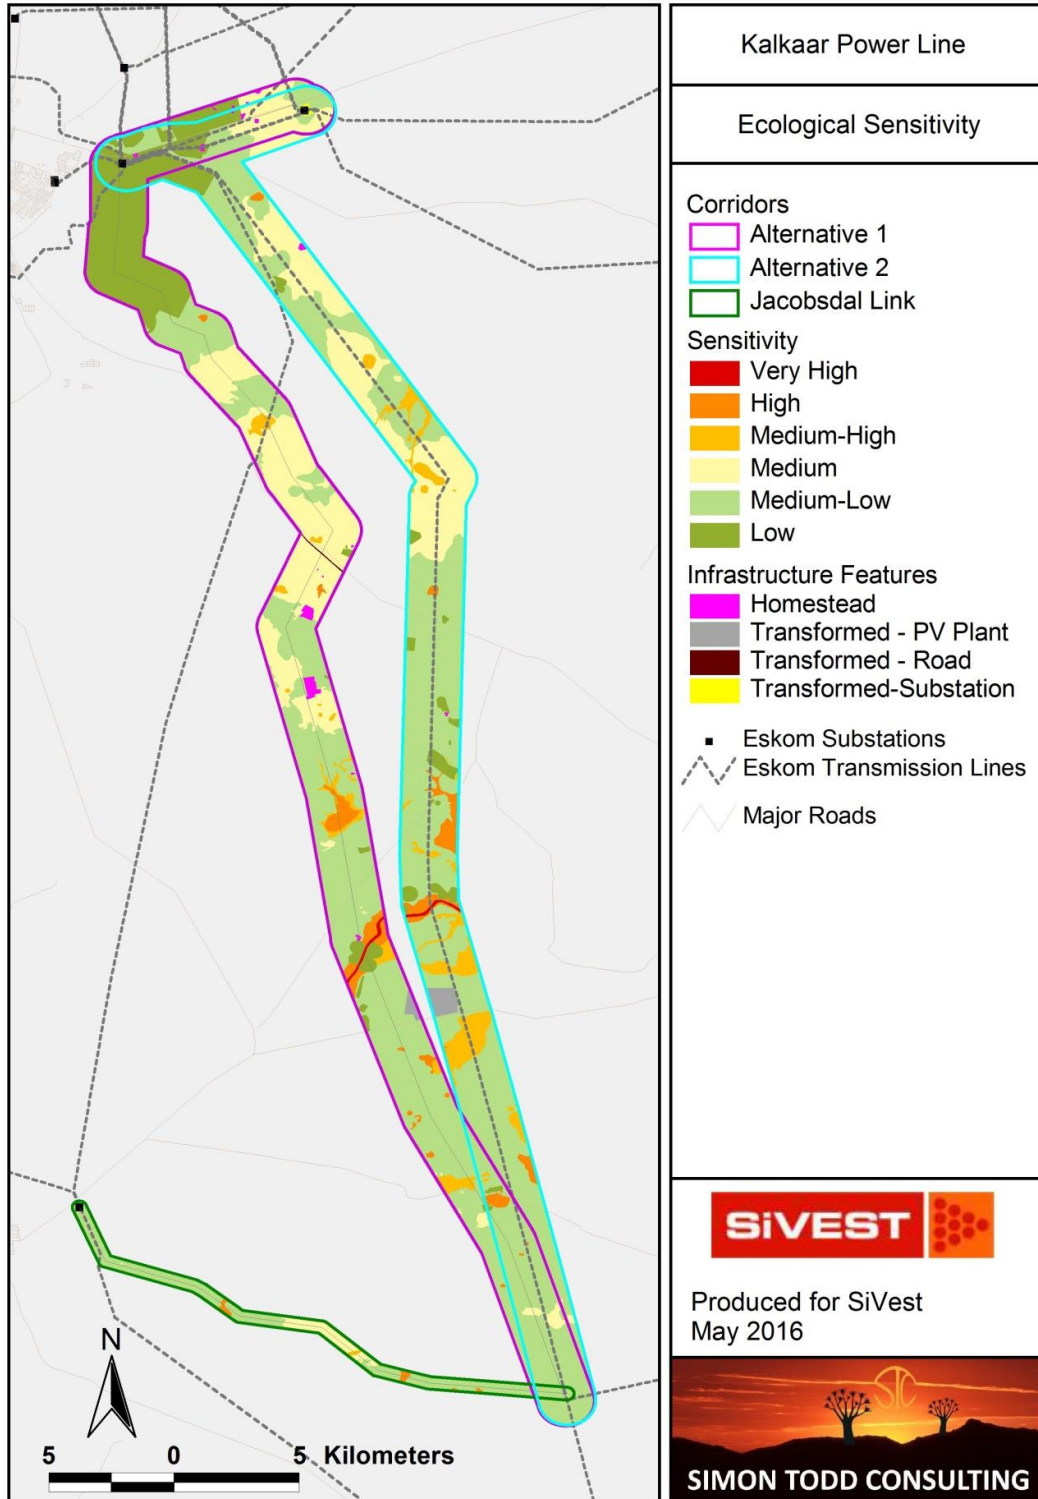 Kalkaar Power Line
Ecological Sensitivity
Corridors
Alternative 1
Alternative 2
Jacobsdal Link
Sensitivity
Very High
High
Medium-High
Medium
Medium-Low
Low
Infrastructure Features
Homestead
Transformed - PV Plant
Transformed - Road
Transformed-Substation
Eskom Substations
Eskom Transmission Lines
Major Roads
SiVEST
Produced for SiVest
May 2016
STC
SIMON TODD CONSULTING
N
5 0 5 Kilometers